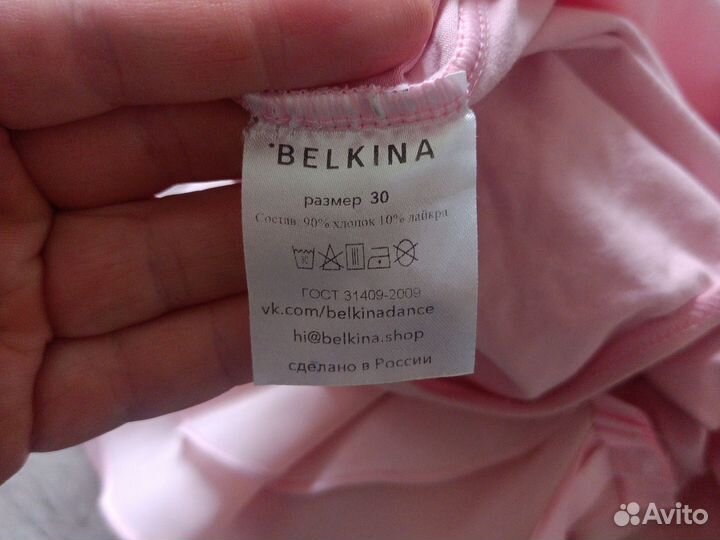 BELKINA
размер 30
Состав: 90% хлопок 10% лайкра
ГОСТ 31409-2009
vk.com/belkinadance
hi@belkina.shop
сделано в России
Avito